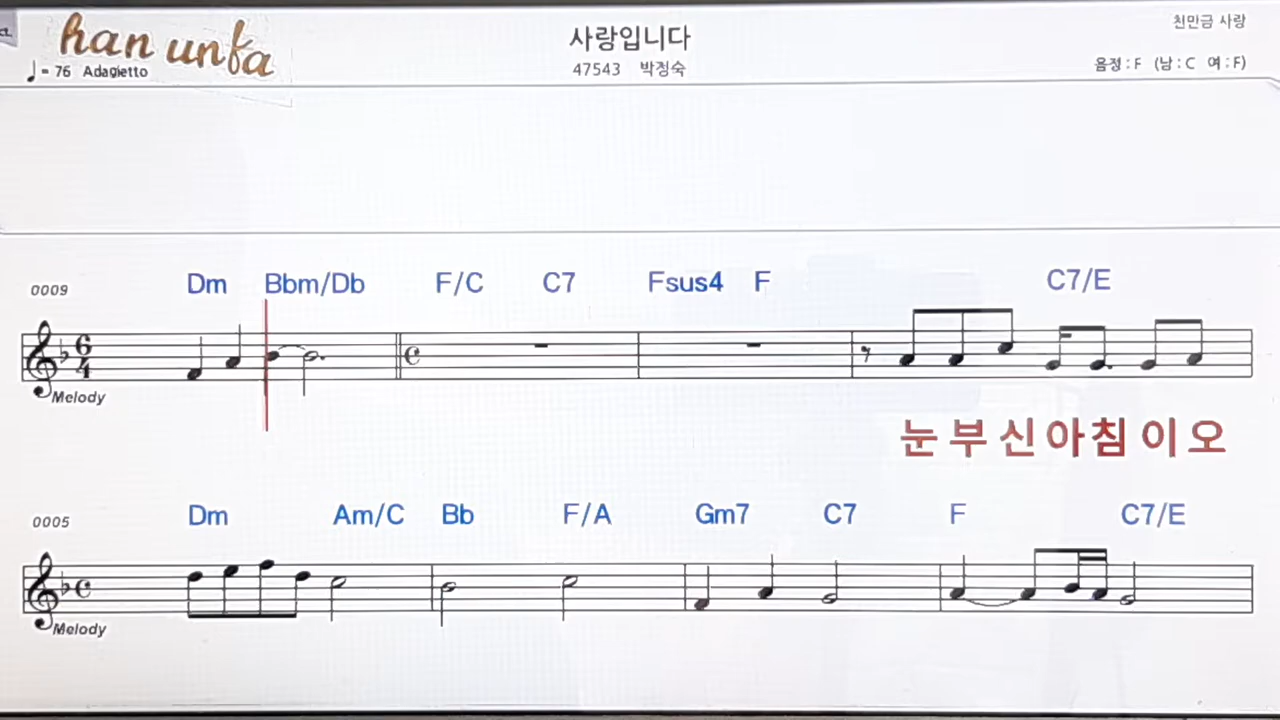 han unfa
사랑입니다
천만금 사랑
♩= 76 Adagietto
47543 박정숙
음정 : F (남 : C 여 : F)
0009 Dm Bbm/Db F/C C7 Fsus4 F C7/E
6
4
Melody
눈 부 신 아 침 이 오
0005 Dm Am/C Bb F/A Gm7 C7 F C7/E
Melody